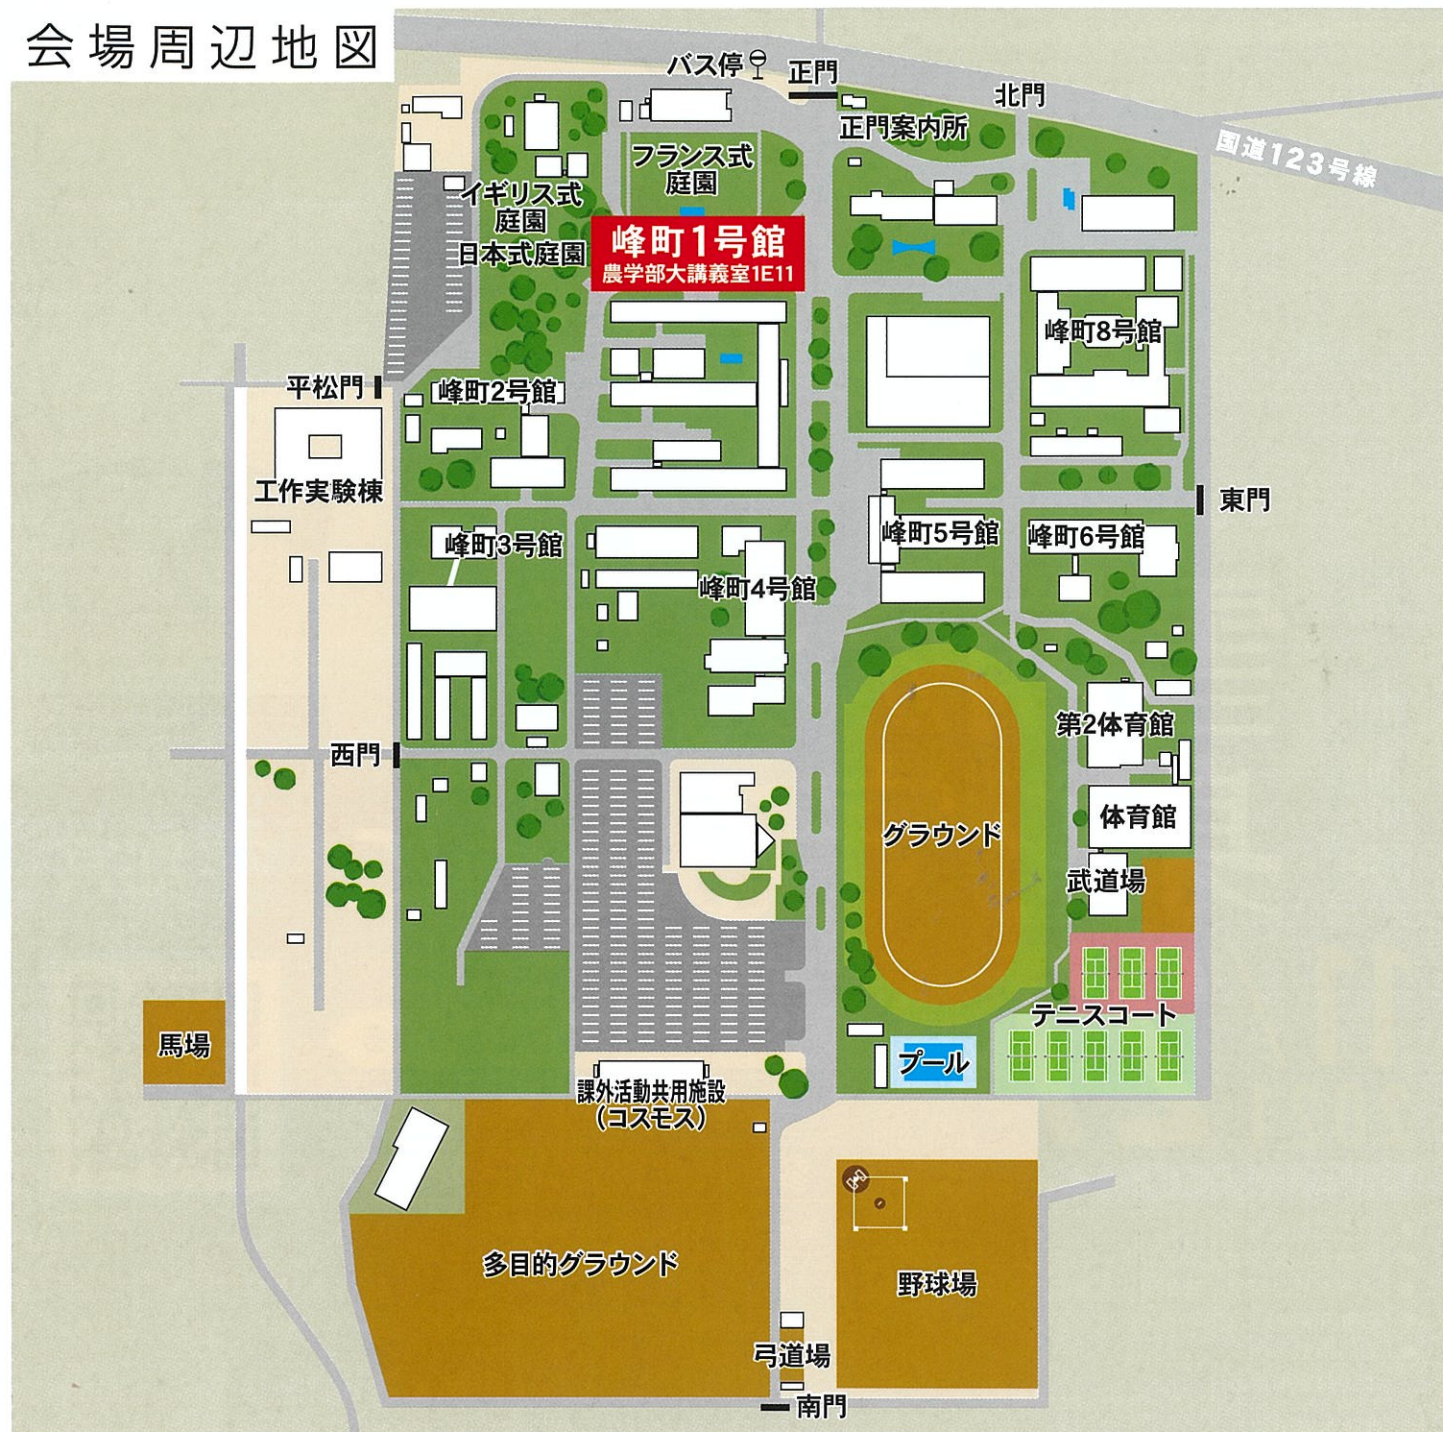 会場周辺地図
バス停
正門
北門
正門案内所
国道123号線
フランス式
庭園
イギリス式
庭園
日本式庭園
峰町1号館
農学部大講義室1E11
峰町8号館
平松門
峰町2号館
工作実験棟
東門
峰町3号館
峰町5号館
峰町6号館
峰町4号館
第2体育館
西門
体育館
グラウンド
武道場
テニスコート
馬場
プール
課外活動共用施設
（コスモス）
多目的グラウンド
野球場
弓道場
南門